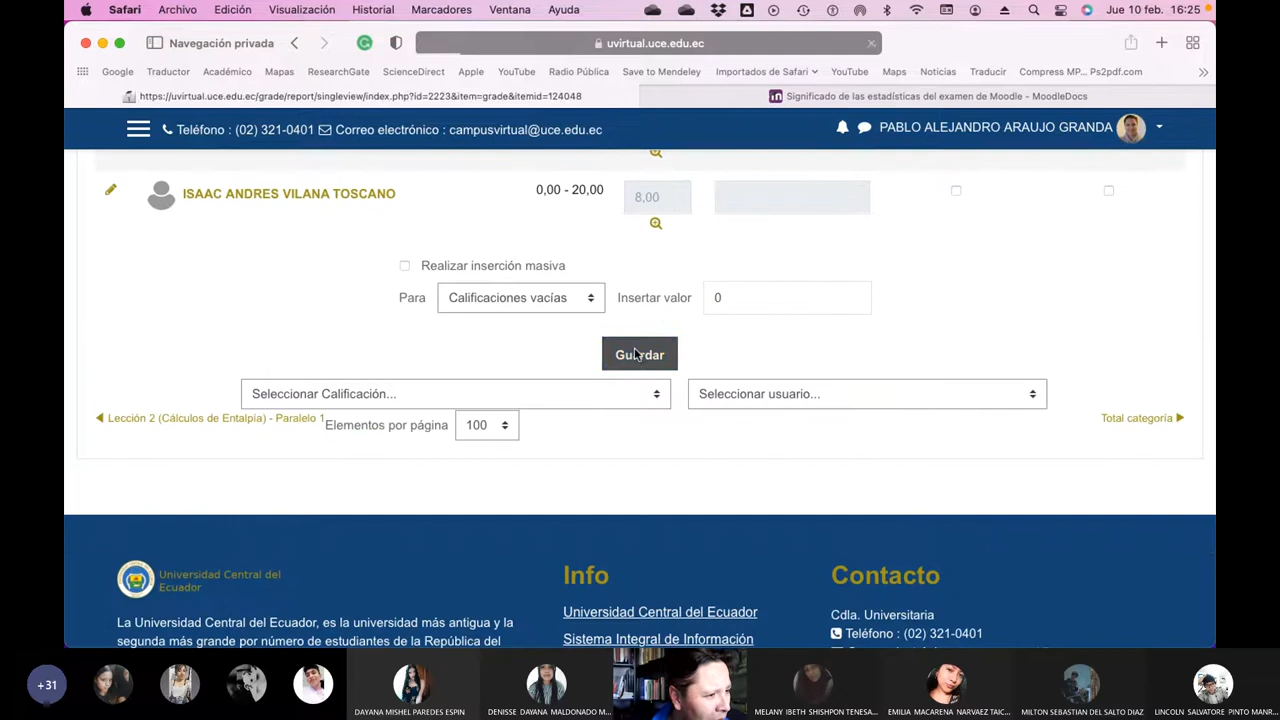 Safari Archivo Edición Visualización Historial Marcadores Ventana Ayuda Jue 10 feb. 16:25
Navegación privada uvirtual.uce.edu.ec
Google Traductor Académico Mapas ResearchGate ScienceDirect Apple YouTube Radio Pública Save to Mendeley Importados de Safari YouTube Maps Noticias Traducir Compress MP... Ps2pdf.com
https://uvirtual.uce.edu.ec/grade/report/singleview/index.php?id=2223&item=grade&itemid=124048 Significado de las estadísticas del examen de Moodle - MoodleDocs
Teléfono : (02) 321-0401 Correo electrónico : campusvirtual@uce.edu.ec PABLO ALEJANDRO ARAUJO GRANDA
ISAAC ANDRES VILANA TOSCANO 0,00 - 20,00 8,00
Realizar inserción masiva
Para Calificaciones vacías Insertar valor 0
Guardar
Seleccionar Calificación... Seleccionar usuario...
Lección 2 (Cálculos de Entalpía) - Paralelo 1 Elementos por página 100 Total categoría
Universidad Central del
Ecuador
La Universidad Central del Ecuador, es la universidad más antigua y la
segunda más grande por número de estudiantes de la República del
Info
Universidad Central del Ecuador
Sistema Integral de Información
Contacto
Cdla. Universitaria
Teléfono : (02) 321-0401
+31 DAYANA MISHEL PAREDES ESPIN DENISSE DAYANA MALDONADO M... MELANY IBETH SHISHPON TENESA... EMILIA MACARENA NARVAEZ TAIC... MILTON SEBASTIAN DEL SALTO DIAZ LINCOLN SALVATORE PINTO MANR...